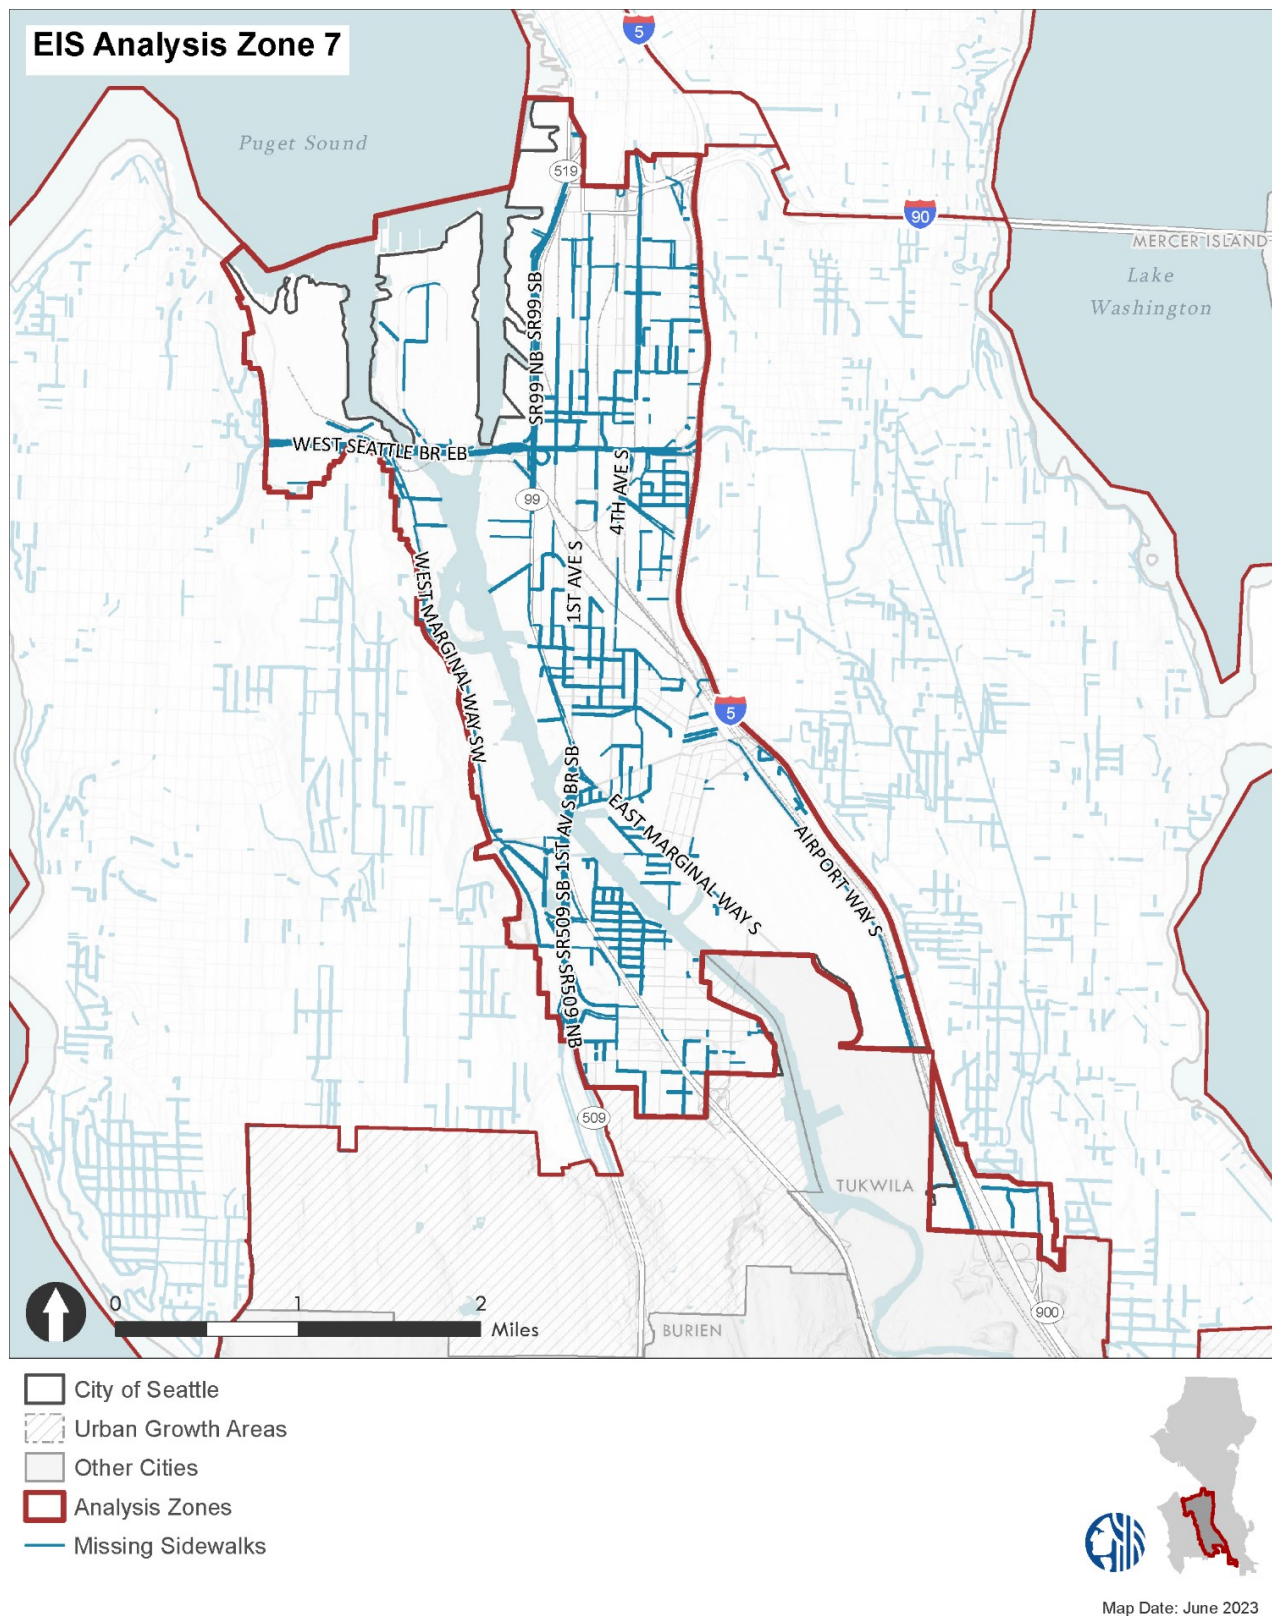 EIS Analysis Zone 7
5
Puget Sound
519
90
MERCER ISLAND
Lake
Washington
SR99 NB
SR99 SB
WEST SEATTLE BR EB
4TH AVE S
99
1ST AVE S
WEST MARGINAL WAY SW
5
1ST AV S BR SB
EAST MARGINAL WAY S
AIRPORT WAY S
SR509 SB
SR509 NB
509
TUKWILA
900
BURIEN
0 1 2
Miles
City of Seattle
Urban Growth Areas
Other Cities
Analysis Zones
Missing Sidewalks
Map Date: June 2023